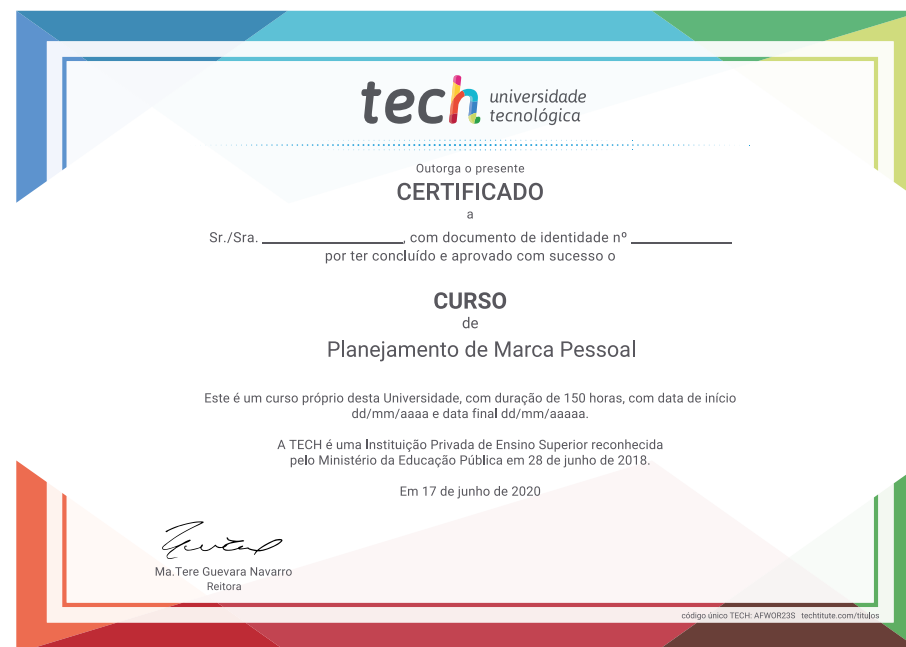 tech universidade
tecnológica
Outorga o presente
CERTIFICADO
a
Sr./Sra. ________________, com documento de identidade nº ____________
por ter concluído e aprovado com sucesso o
CURSO
de
Planejamento de Marca Pessoal
Este é um curso próprio desta Universidade, com duração de 150 horas, com data de início
dd/mm/aaaa e data final dd/mm/aaaaa.
A TECH é uma Instituição Privada de Ensino Superior reconhecida
pelo Ministério da Educação Pública em 28 de junho de 2018.
Em 17 de junho de 2020
Ma.Tere Guevara Navarro
Reitora
código único TECH: AFWOR23S techtitute.com/titulos